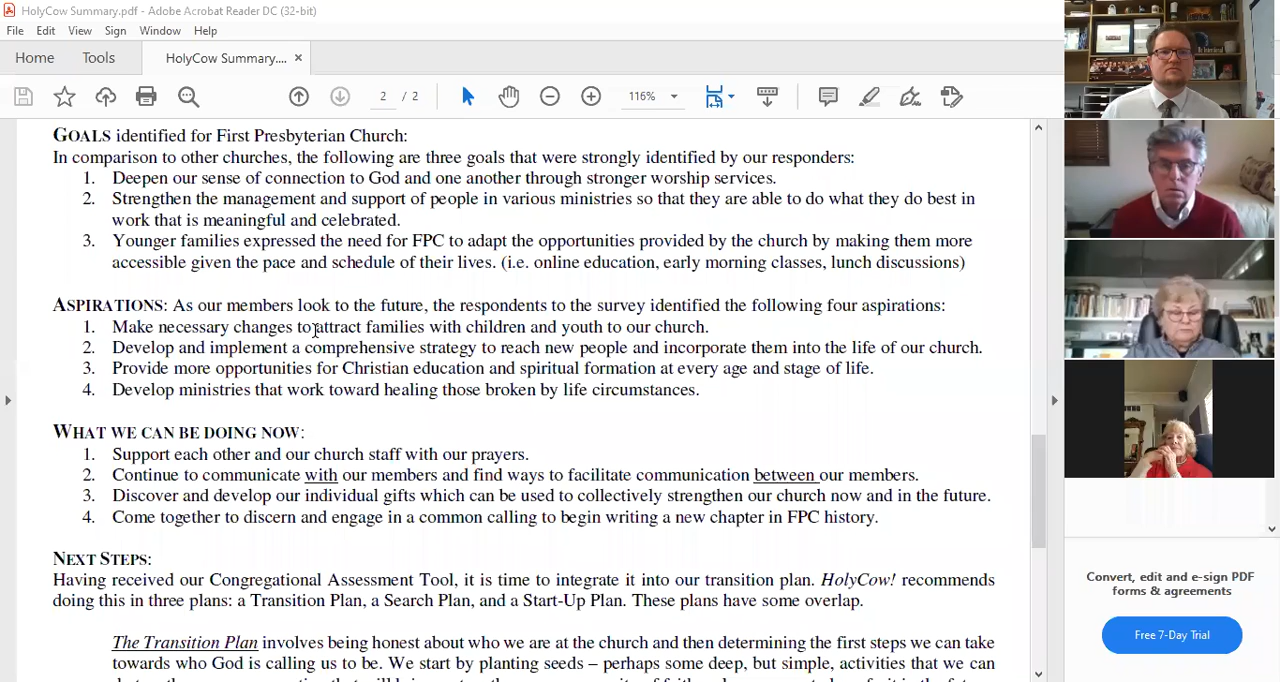 HolyCow Summary.pdf - Adobe Acrobat Reader DC (32-bit)
File Edit View Sign Window Help
Home Tools HolyCow Summary.... ×
2 / 2 116%
GOALS identified for First Presbyterian Church:
In comparison to other churches, the following are three goals that were strongly identified by our responders:
1. Deepen our sense of connection to God and one another through stronger worship services.
2. Strengthen the management and support of people in various ministries so that they are able to do what they do best in
work that is meaningful and celebrated.
3. Younger families expressed the need for FPC to adapt the opportunities provided by the church by making them more
accessible given the pace and schedule of their lives. (i.e. online education, early morning classes, lunch discussions)
ASPIRATIONS: As our members look to the future, the respondents to the survey identified the following four aspirations:
1. Make necessary changes to attract families with children and youth to our church.
2. Develop and implement a comprehensive strategy to reach new people and incorporate them into the life of our church.
3. Provide more opportunities for Christian education and spiritual formation at every age and stage of life.
4. Develop ministries that work toward healing those broken by life circumstances.
WHAT WE CAN BE DOING NOW:
1. Support each other and our church staff with our prayers.
2. Continue to communicate with our members and find ways to facilitate communication between our members.
3. Discover and develop our individual gifts which can be used to collectively strengthen our church now and in the future.
4. Come together to discern and engage in a common calling to begin writing a new chapter in FPC history.
NEXT STEPS:
Having received our Congregational Assessment Tool, it is time to integrate it into our transition plan. HolyCow! recommends
doing this in three plans: a Transition Plan, a Search Plan, and a Start-Up Plan. These plans have some overlap.
The Transition Plan involves being honest about who we are at the church and then determining the first steps we can take
towards who God is calling us to be. We start by planting seeds – perhaps some deep, but simple, activities that we can
Convert, edit and e-sign PDF
forms & agreements
Free 7-Day Trial